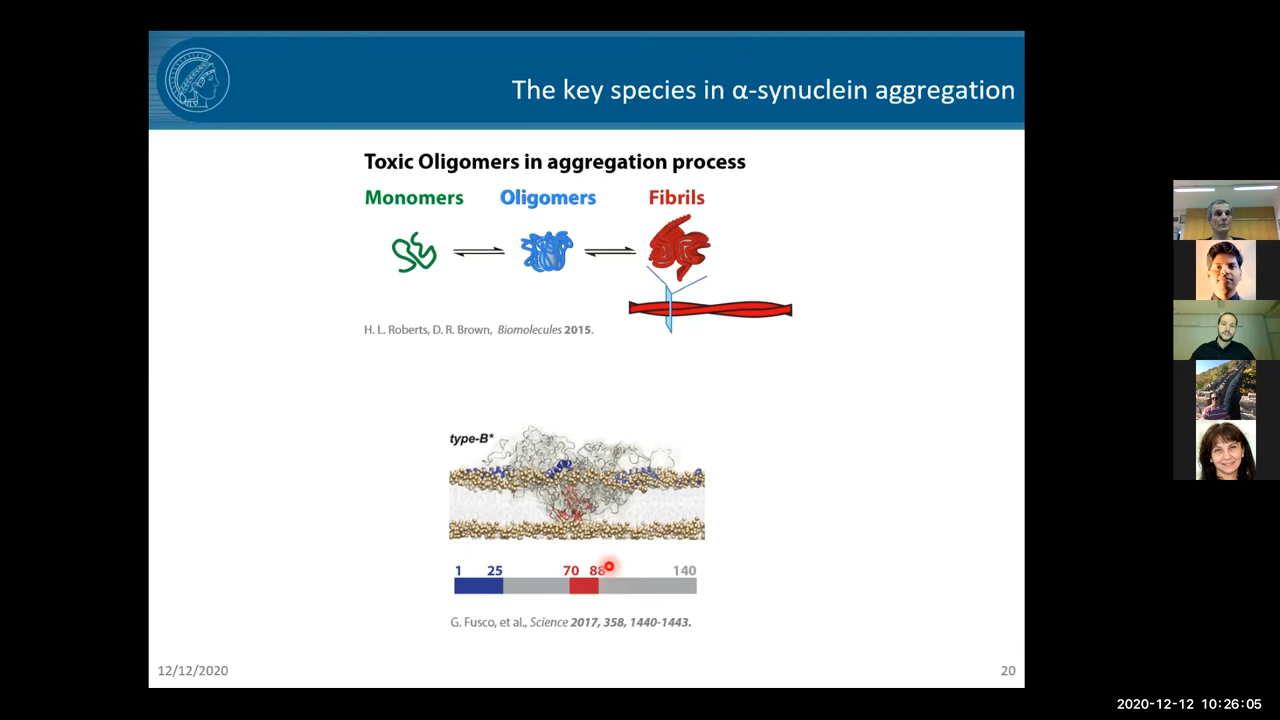 The key species in α-synuclein aggregation
Toxic Oligomers in aggregation process
Monomers Oligomers Fibrils
H. L. Roberts, D. R. Brown, Biomolecules 2015.
type-B*
1 25 70 88 140
G. Fusco, et al., Science 2017, 358, 1440-1443.
12/12/2020 20
2020-12-12 10:26:05